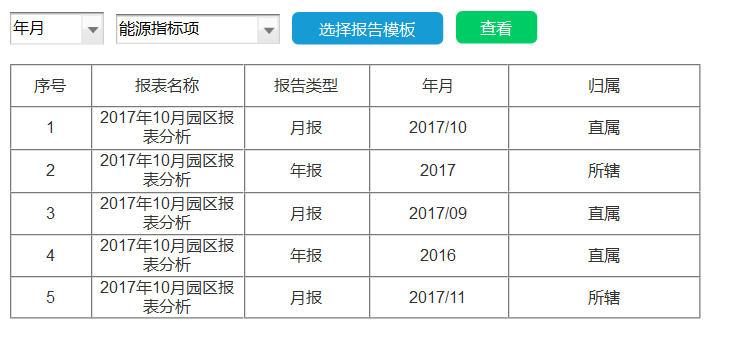 年月 能源指标项 选择报告模板 查看
序号 报表名称 报告类型 年月 归属
1 2017年10月园区报表分析 月报 2017/10 直属
2 2017年10月园区报表分析 年报 2017 所辖
3 2017年10月园区报表分析 月报 2017/09 直属
4 2017年10月园区报表分析 年报 2016 直属
5 2017年10月园区报表分析 月报 2017/11 所辖